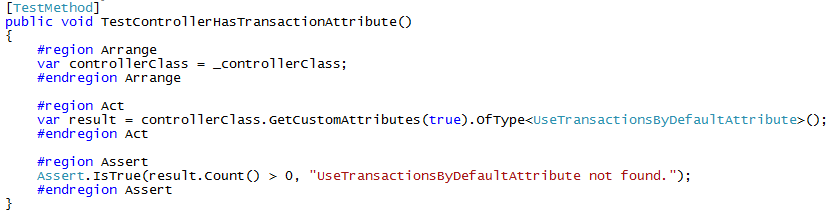 [TestMethod]
public void TestControllerHasTransactionAttribute()
{
    #region Arrange
    var controllerClass = _controllerClass;
    #endregion Arrange

    #region Act
    var result = controllerClass.GetCustomAttributes(true).OfType<UseTransactionsByDefaultAttribute>();
    #endregion Act

    #region Assert
    Assert.IsTrue(result.Count() > 0, "UseTransactionsByDefaultAttribute not found.");
    #endregion Assert
}